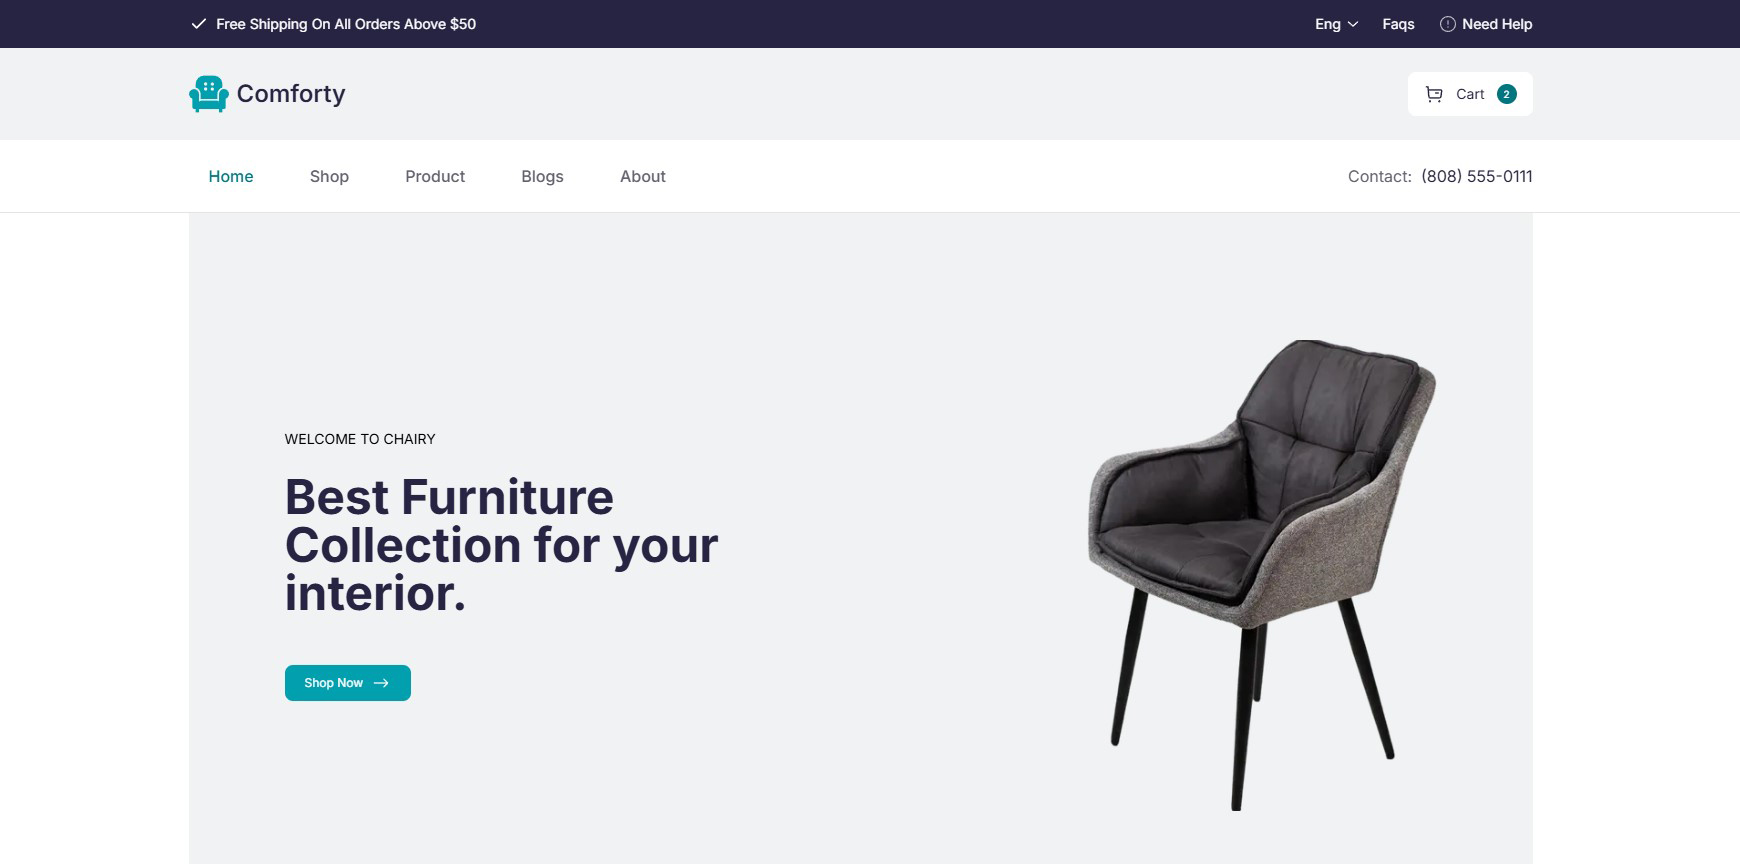 Free Shipping On All Orders Above $50
Eng
Faqs
Need Help
Comforty
Cart 2
Home
Shop
Product
Blogs
About
Contact: (808) 555-0111
WELCOME TO CHAIRY
Best Furniture
Collection for your
interior.
Shop Now